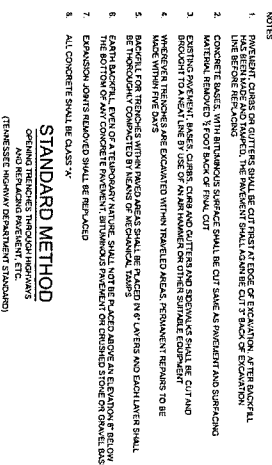 NOTES
1. PAVEMENT, CURBS OR GUTTERS SHALL BE CUT FIRST AT EDGE OF EXCAVATION. AFTER BACKFILL
HAS BEEN MADE AND TAMPED, THE PAVEMENT SHALL AGAIN BE CUT 3" BACK OF EXCAVATION
LINE BEFORE REPLACING
2. CONCRETE BASES, WITH BITUMINOUS SURFACE SHALL BE CUT SAME AS PAVEMENT AND SURFACING
MATERIAL REMOVED ½ FOOT BACK OF FINAL CUT
3. EXISTING PAVEMENT, BASES, CURBS, CURB AND GUTTERS AND SIDEWALKS SHALL BE CUT AND
BROUGHT TO A NEAT LINE BY USE OF AN AIR HAMMER OR OTHER SUITABLE EQUIPMENT
4. WHEREVER TRENCHES ARE EXCAVATED WITHIN TRAVELED AREAS, PERMANENT REPAIRS TO BE
MADE WITHIN FIVE DAYS
5. BACKFILL FOR TRENCHES WITHIN PAVED AREAS SHALL BE PLACED IN 6" LAYERS AND EACH LAYER SHALL
BE THOROUGHLY COMPACTED BY MEANS OF MECHANICAL TAMPS
6. EARTH BACKFILL, EVEN OF A TEMPORARY NATURE, SHALL NOT BE PLACED ABOVE AN ELEVATION 8" BELOW
THE BOTTOM OF ANY CONCRETE PAVEMENT, BITUMINOUS PAVEMENT OR CRUSHED STONE OR GRAVEL BAS
7. EXPANSION JOINTS REMOVED SHALL BE REPLACED
8. ALL CONCRETE SHALL BE CLASS "A"
STANDARD METHOD
OPENING TRENCHES THROUGH HIGHWAYS
AND REPLACING PAVEMENT, ETC.
(TENNESSEE HIGHWAY DEPARTMENT STANDARD)